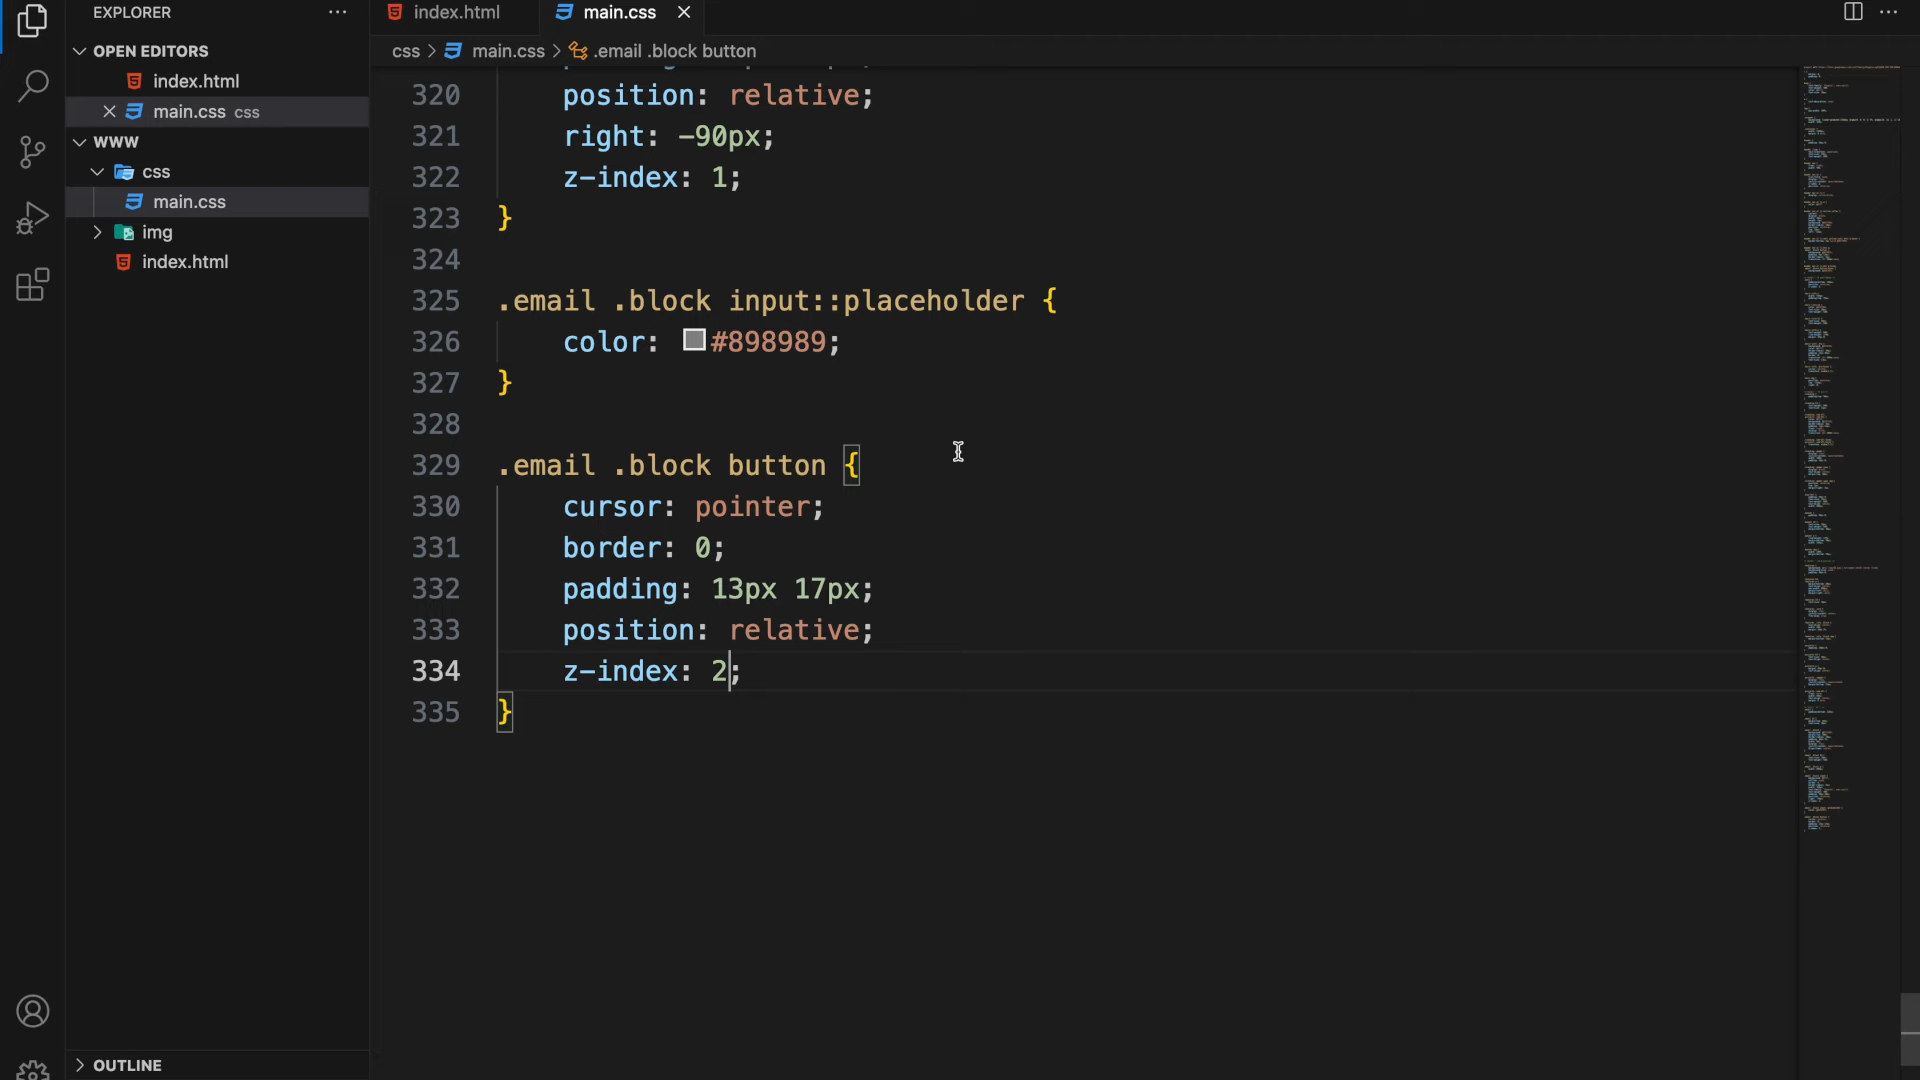 EXPLORER
index.html
main.css
OPEN EDITORS
index.html
main.css css
WWW
css
main.css
img
index.html
OUTLINE
css > main.css > .email .block button
320 position: relative;
321 right: -90px;
322 z-index: 1;
323 }
324
325 .email .block input::placeholder {
326 color: #898989;
327 }
328
329 .email .block button {
330 cursor: pointer;
331 border: 0;
332 padding: 13px 17px;
333 position: relative;
334 z-index: 2;
335 }